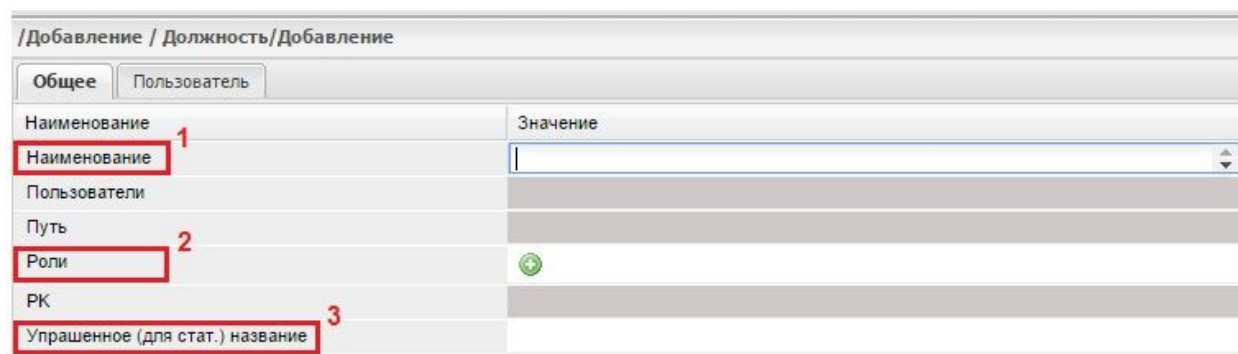 /Добавление / Должность/Добавление
Общее Пользователь
Наименование Значение
1
Наименование
Пользователи
Путь
2
Роли
РК
3
Упрашенное (для стат.) название